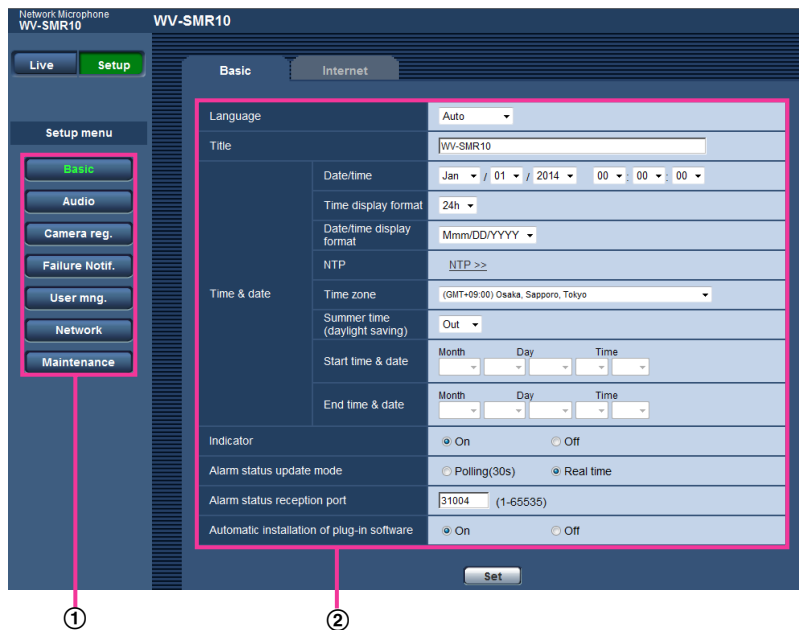 Network Microphone
WV-SMR10
WV-SMR10
Live Setup
Basic Internet
Setup menu
Basic
Audio
Camera reg.
Failure Notif.
User mng.
Network
Maintenance
Language Auto
Title WV-SMR10
Time & date
Date/time Jan / 01 / 2014 00 : 00 : 00
Time display format 24h
Date/time display
format Mmm/DD/YYYY
NTP NTP >>
Time zone (GMT+09:00) Osaka, Sapporo, Tokyo
Summer time
(daylight saving) Out
Start time & date Month Day Time
End time & date Month Day Time
Indicator On Off
Alarm status update mode Polling(30s) Real time
Alarm status reception port 31004 (1-65535)
Automatic installation of plug-in software On Off
Set
① ②